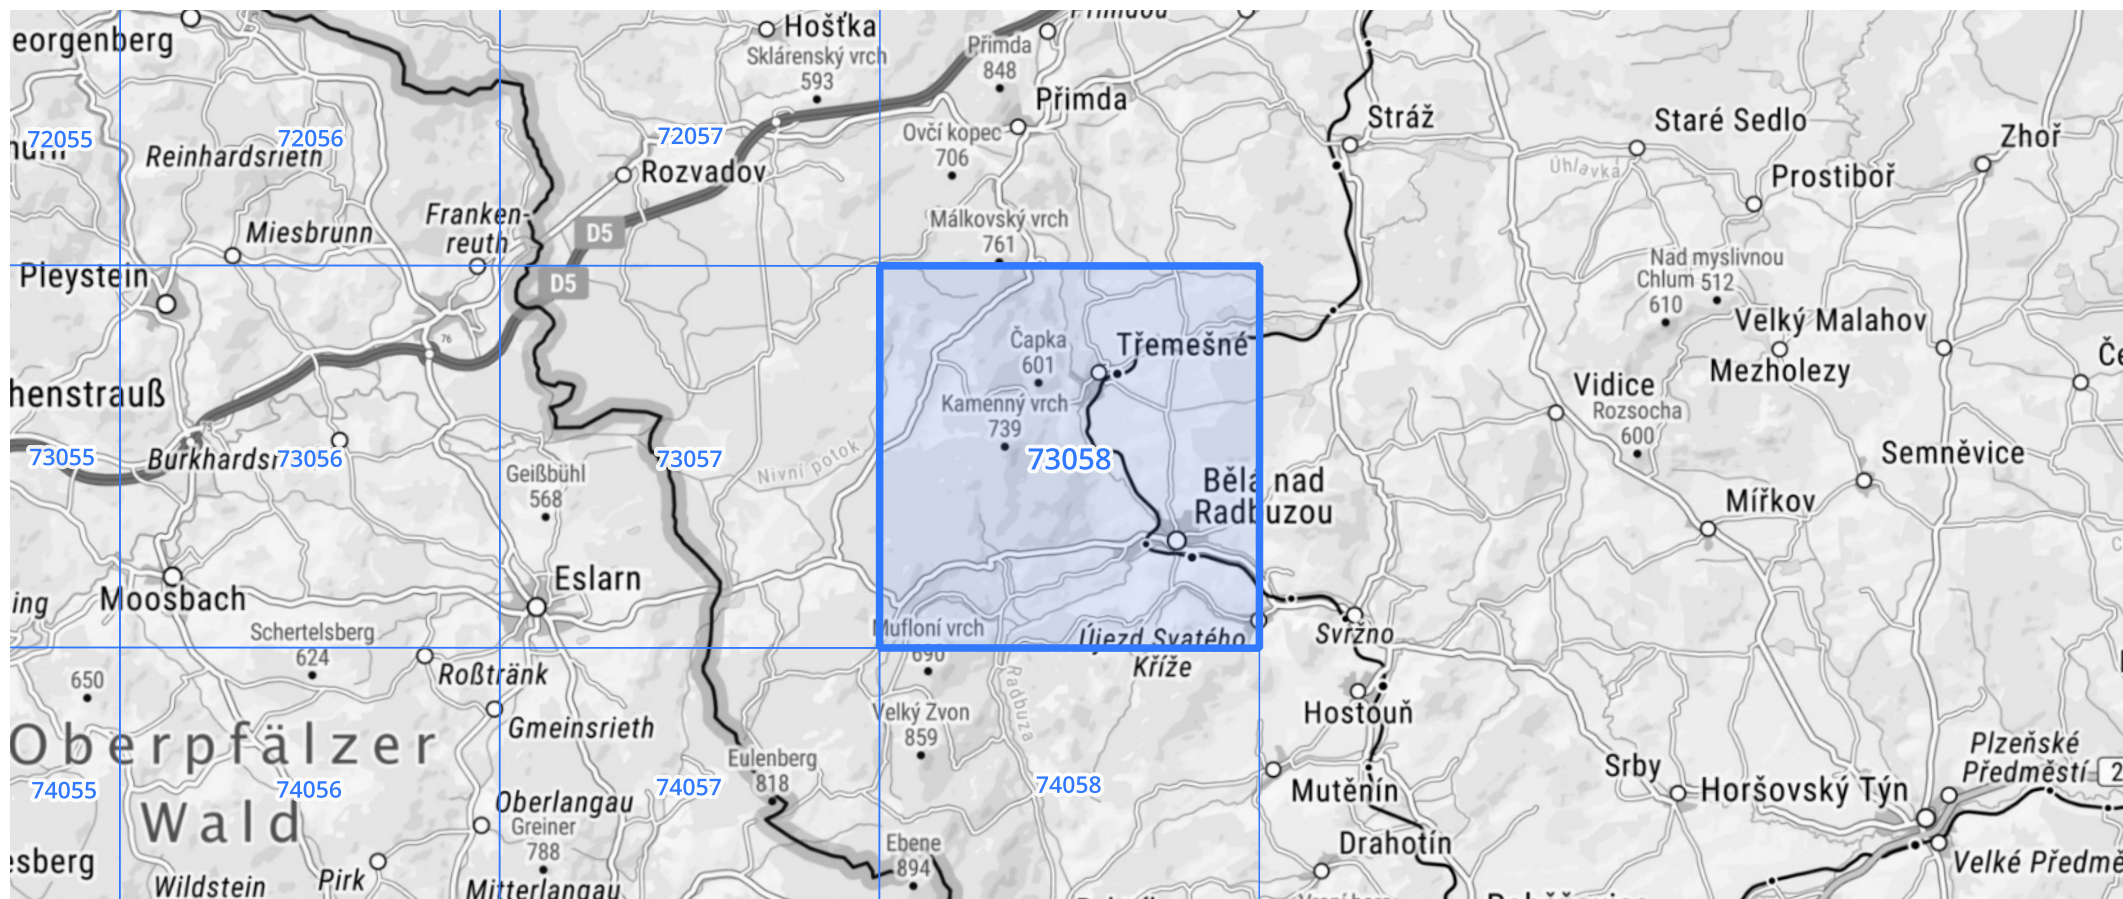 eorgenberg
Hošťka
Sklárenský vrch
593
Přimda
848
Přimda
Stráž
Staré Sedlo
Zhoř
72055
72056
72057
Ovčí kopec
706
Reinhardsrieth
Rozvadov
Úhlavka
Prostiboř
Franken-
reuth
Miesbrunn
D5
Málkovský vrch
761
Nad myslivnou
512
Chlum
610
Pleystein
D5
Velký Malahov
76
Čapka
601
Třemešné
Mezholezy
Vidice
Rozsocha
600
henstrauß
Kamenný vrch
739
73055
Burkhardsr
73056
73057
73058
Nivní potok
Semněvice
Geißbühl
568
Bělá nad
Radbuzou
Mířkov
Eslarn
ing
Moosbach
Schertelsberg
624
Mufloní vrch
690
Újezd Svatého
Kříže
Svržno
650
Roßtränk
Radbuza
Hostouň
Gmeinsrieth
Velký Zvon
859
Oberpfälzer
Wald
Eulenberg
818
Plzeňské
Předměstí
2
Srby
Horšovský Týn
74055
74056
74057
74058
Mutěnín
Oberlangau
Greiner
788
Ebene
894
Drahotín
esberg
Wildstein
Pirk
Mitterlangau
Velké Předmě